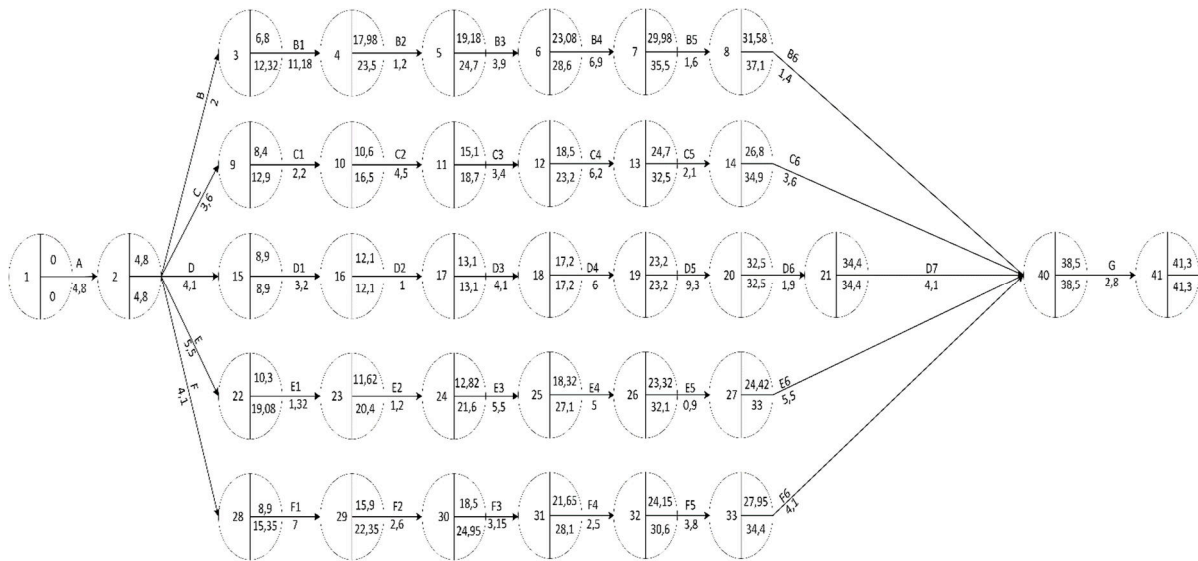 6,8 17,98 19,18 23,08 29,98 31,58
3 B1 4 B2 5 B3 6 B4 7 B5 8 B6
12,32 11,18 23,5 1,2 24,7 3,9 28,6 6,9 35,5 1,6 37,1 1,4
B 2
8,4 10,6 15,1 18,5 24,7 26,8
9 C1 10 C2 11 C3 12 C4 13 C5 14 C6
12,9 2,2 16,5 4,5 18,7 3,4 23,2 6,2 32,5 2,1 34,9 3,6
C 3,6
0 4,8 8,9 12,1 13,1 17,2 23,2 32,5 34,4 38,5 41,3
1 A 2 D 15 D1 16 D2 17 D3 18 D4 19 D5 20 D6 21 D7 40 G 41
0 4,8 4,8 4,1 8,9 3,2 12,1 1 13,1 4,1 17,2 6 23,2 9,3 32,5 1,9 34,4 4,1 38,5 2,8 41,3
E 5,5
10,3 11,62 12,82 18,32 23,32 24,42
22 E1 23 E2 24 E3 25 E4 26 E5 27 E6
19,08 1,32 20,4 1,2 21,6 5,5 27,1 5 32,1 0,9 33 5,5
F 4,1
8,9 15,9 18,5 21,65 24,15 27,95
28 F1 29 F2 30 F3 31 F4 32 F5 33 F6
15,35 7 22,35 2,6 24,95 3,15 28,1 2,5 30,6 3,8 34,4 4,1